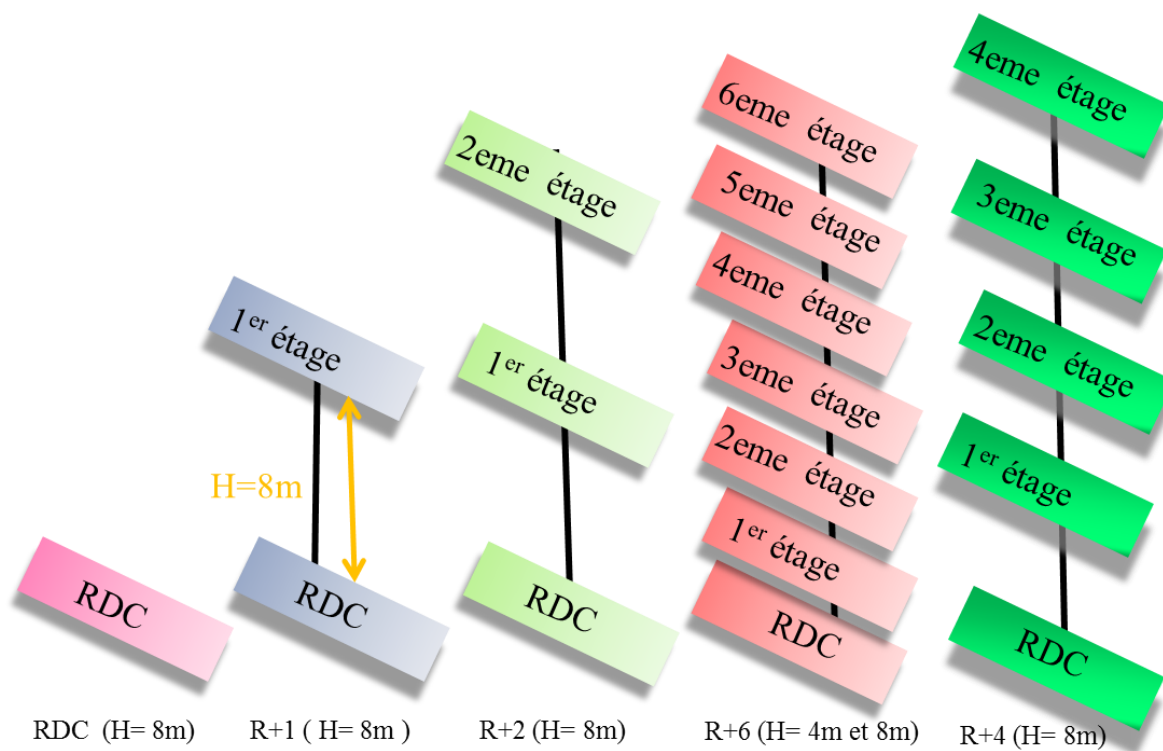 RDC
RDC (H= 8m)
1er étage
H=8m
RDC
R+1 ( H= 8m )
2eme étage
1er étage
RDC
R+2 (H= 8m)
6eme étage
5eme étage
4eme étage
3eme étage
2eme étage
1er étage
RDC
R+6 (H= 4m et 8m)
4eme étage
3eme étage
2eme étage
1er étage
RDC
R+4 (H= 8m)